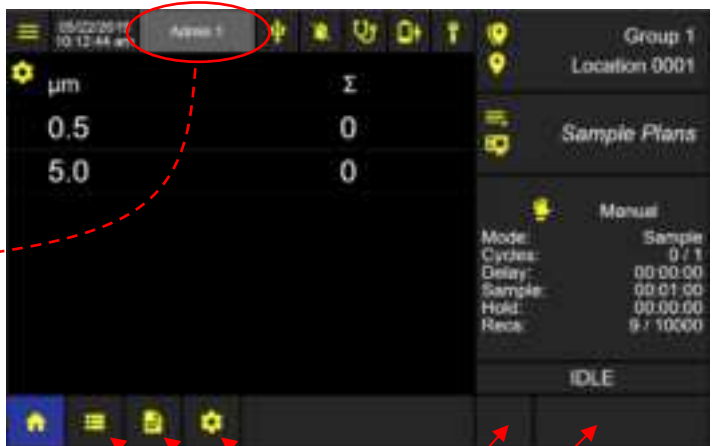 05/22/2019
10:12:44 am
Admin 1
Group 1
Location 0001
µm Σ
0.5 0
5.0 0
Sample Plans
Manual
Mode: Sample
Cycles: 0 / 1
Delay: 00:00:00
Sample: 00:01:00
Hold: 00:00:00
Recs: 9 / 10000
IDLE